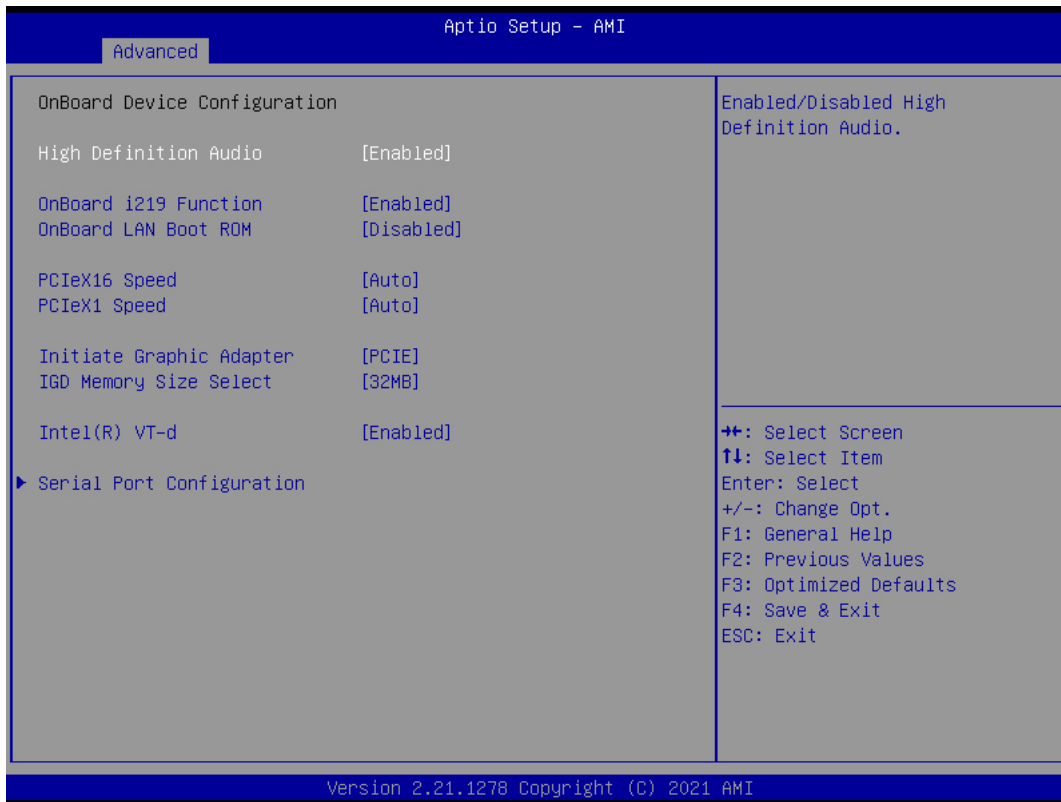 Aptio Setup – AMI
Advanced
OnBoard Device Configuration
High Definition Audio [Enabled]
OnBoard i219 Function [Enabled]
OnBoard LAN Boot ROM [Disabled]
PCIeX16 Speed [Auto]
PCIeX1 Speed [Auto]
Initiate Graphic Adapter [PCIE]
IGD Memory Size Select [32MB]
Intel(R) VT-d [Enabled]
Serial Port Configuration
Enabled/Disabled High
Definition Audio.
→←: Select Screen
↑↓: Select Item
Enter: Select
+/-: Change Opt.
F1: General Help
F2: Previous Values
F3: Optimized Defaults
F4: Save & Exit
ESC: Exit
Version 2.21.1278 Copyright (C) 2021 AMI